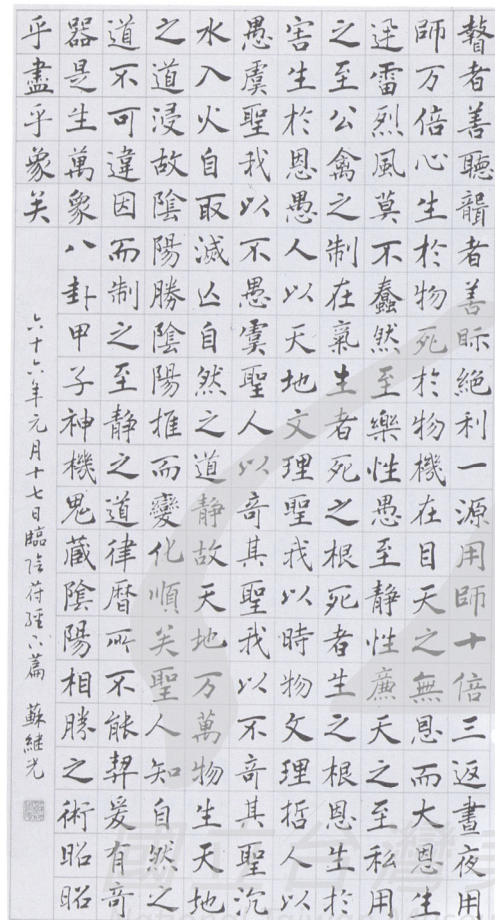 瞽者善聽聾者善眎絕利一源用師十倍三返晝夜用
師万倍心生於物死於物機在目天之無恩而大恩生
迅雷烈風莫不蠢然至樂性愚至靜性廉天之至私用
之至公禽之制在氣生者死之根死者生之根恩生於
害害生於恩愚人以天地文理聖我以時物文理哲人以
愚虞聖我以不愚虞聖人以奇其聖我以不奇其聖沉
水入火自取滅亡自然之道靜故天地万萬物生天地
之道浸故陰陽勝陰陽推而變化順矣聖人知自然之
道不可違因而制之至靜之道律曆所不能契爰有奇
器是生萬象八卦甲子神機鬼藏陰陽相勝之術昭昭
乎盡乎象矣
六十六年元月十七日臨陰符經下篇 蘇繼光
國立台灣
National Taiwan